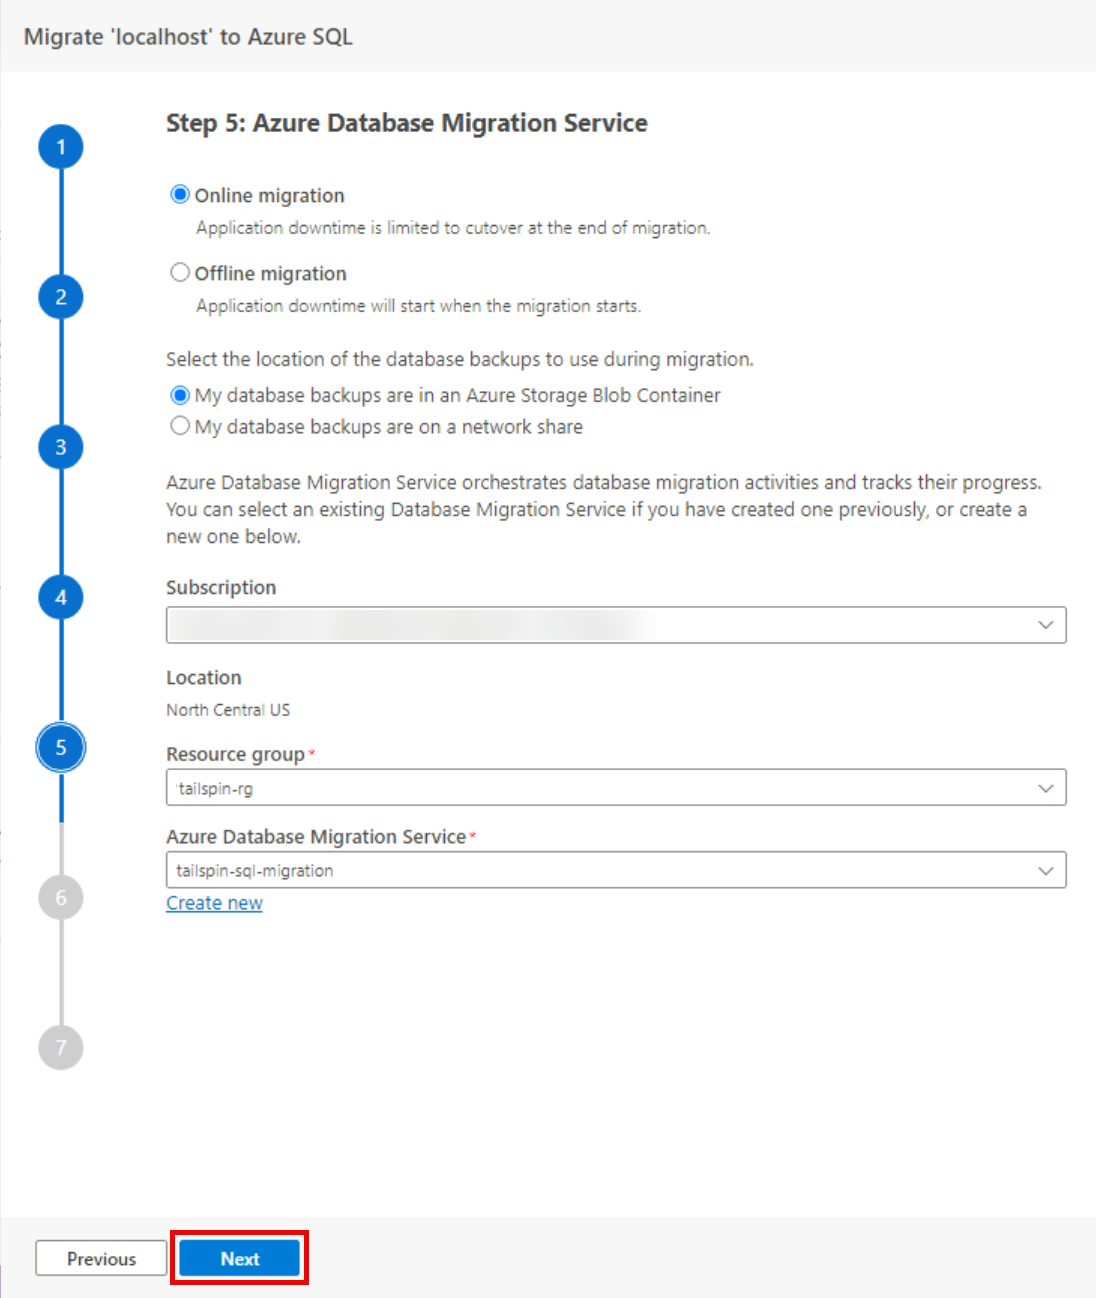 Migrate 'localhost' to Azure SQL
Step 5: Azure Database Migration Service
1
Online migration
Application downtime is limited to cutover at the end of migration.
Offline migration
2
Application downtime will start when the migration starts.
Select the location of the database backups to use during migration.
My database backups are in an Azure Storage Blob Container
My database backups are on a network share
3
Azure Database Migration Service orchestrates database migration activities and tracks their progress.
You can select an existing Database Migration Service if you have created one previously, or create a
new one below.
Subscription
4
Location
North Central US
5
Resource group *
tailspin-rg
Azure Database Migration Service *
tailspin-sql-migration
6
Create new
7
Previous
Next